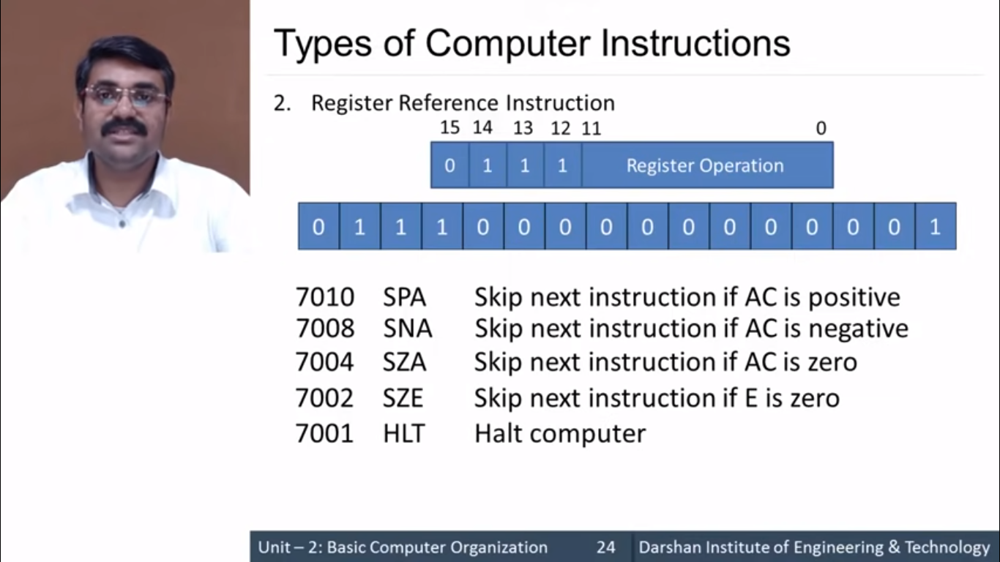 Types of Computer Instructions
2. Register Reference Instruction
15 14 13 12 11 0
0 1 1 1 Register Operation
0 1 1 1 0 0 0 0 0 0 0 0 0 0 0 1
7010 SPA Skip next instruction if AC is positive
7008 SNA Skip next instruction if AC is negative
7004 SZA Skip next instruction if AC is zero
7002 SZE Skip next instruction if E is zero
7001 HLT Halt computer
Unit – 2: Basic Computer Organization 24 Darshan Institute of Engineering & Technology